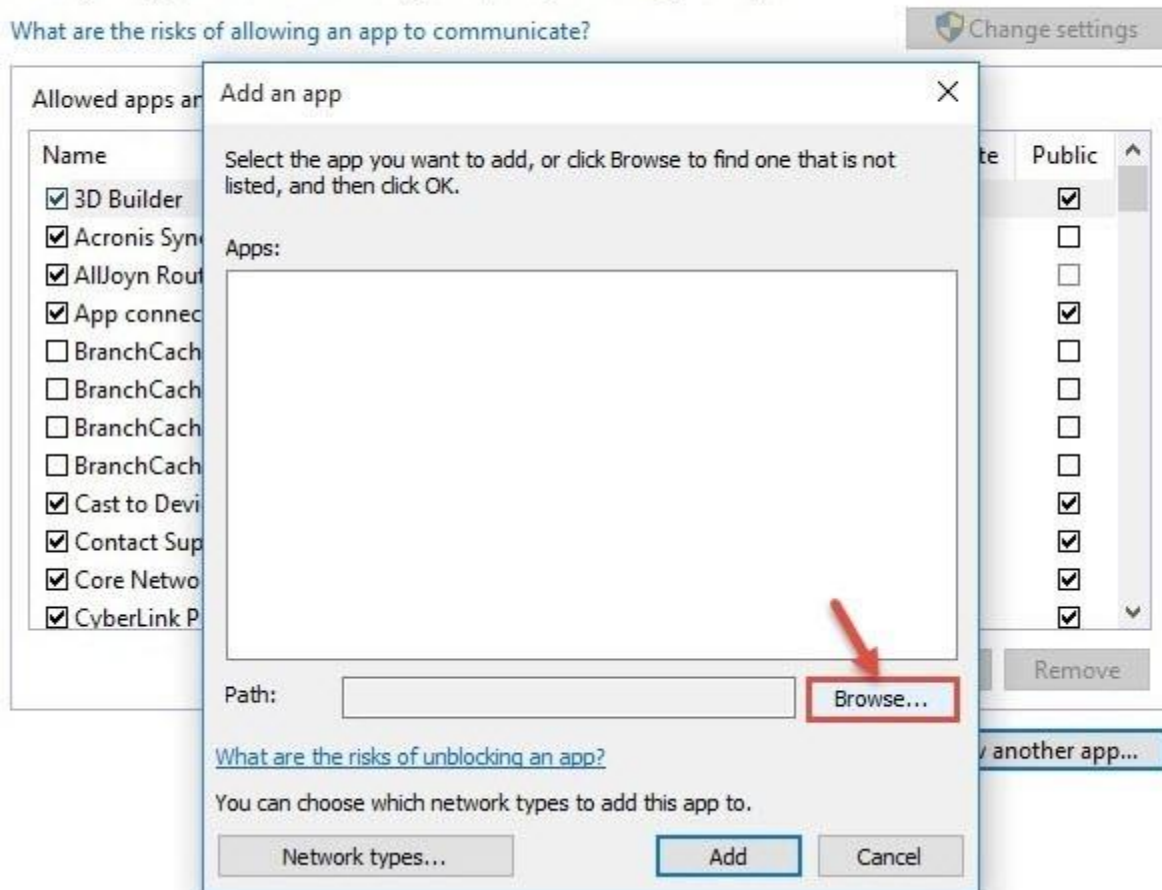 What are the risks of allowing an app to communicate?
Change settings
Allowed apps an
Name
te
Public
3D Builder
Acronis Syn
AllJoyn Rout
App connec
BranchCach
BranchCach
BranchCach
BranchCach
Cast to Devi
Contact Sup
Core Netwo
CyberLink P
Remove
another app...
Add an app
Select the app you want to add, or click Browse to find one that is not
listed, and then click OK.
Apps:
Path:
Browse...
What are the risks of unblocking an app?
You can choose which network types to add this app to.
Network types...
Add
Cancel